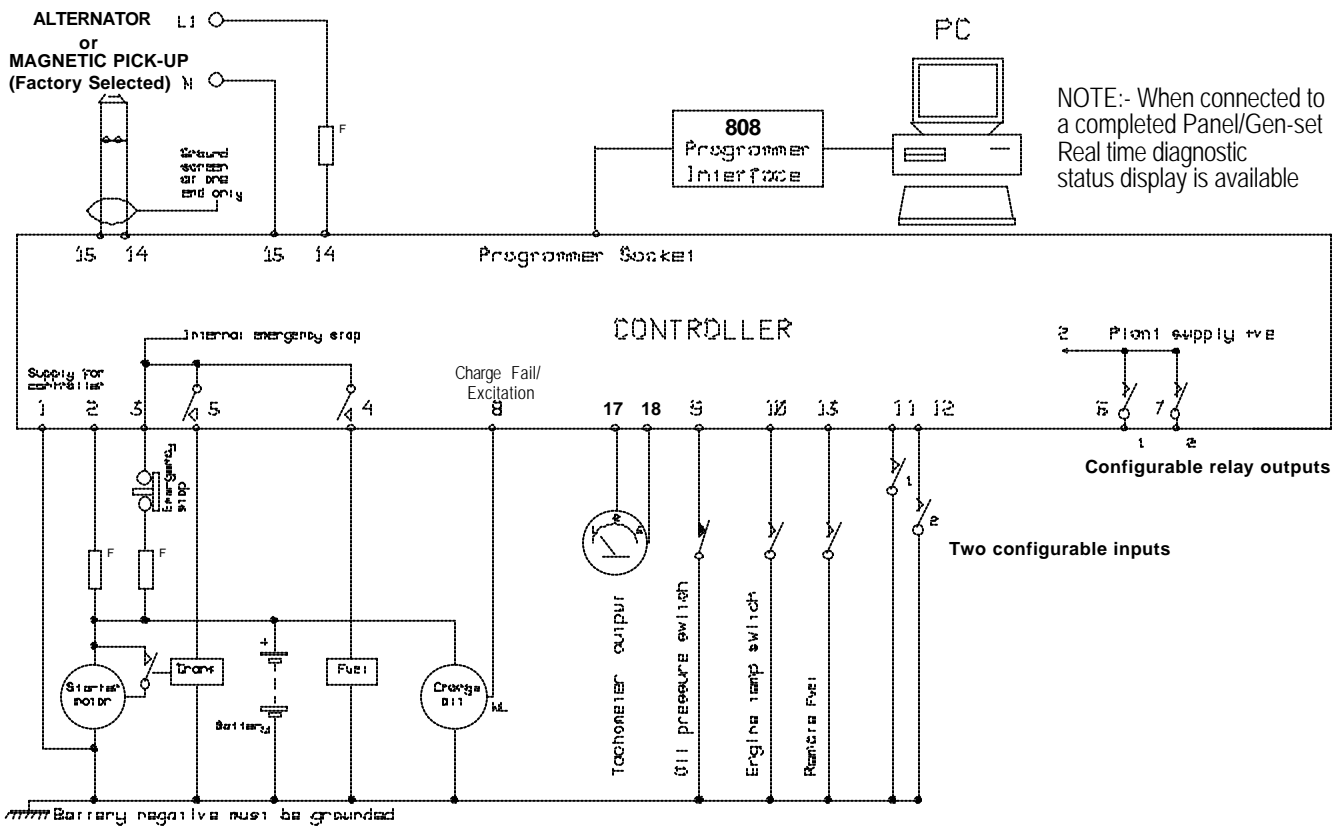 ALTERNATOR
or
MAGNETIC PICK-UP
(Factory Selected)
L1
N
F
Ground
screen
at one
end only
808
Programmer
Interface
PC
NOTE:- When connected to
a completed Panel/Gen-set
Real time diagnostic
status display is available
15 14 15 14
Programmer Socket
CONTROLLER
Internal emergency stop
2 Plant supply +ve
Supply for
controller
Charge Fail/
Excitation
1 2 3 5 4 8 17 18 9 10 13 11 12 6 7
1 2
Configurable relay outputs
Emergency
stop
F F
1
2
Two configurable inputs
Starter
motor
Crank
+
Battery
Fuel
Charge
alt
WL
Tachometer output
Oil pressure switch
Engine temp switch
Remote Fuel
Battery negative must be grounded